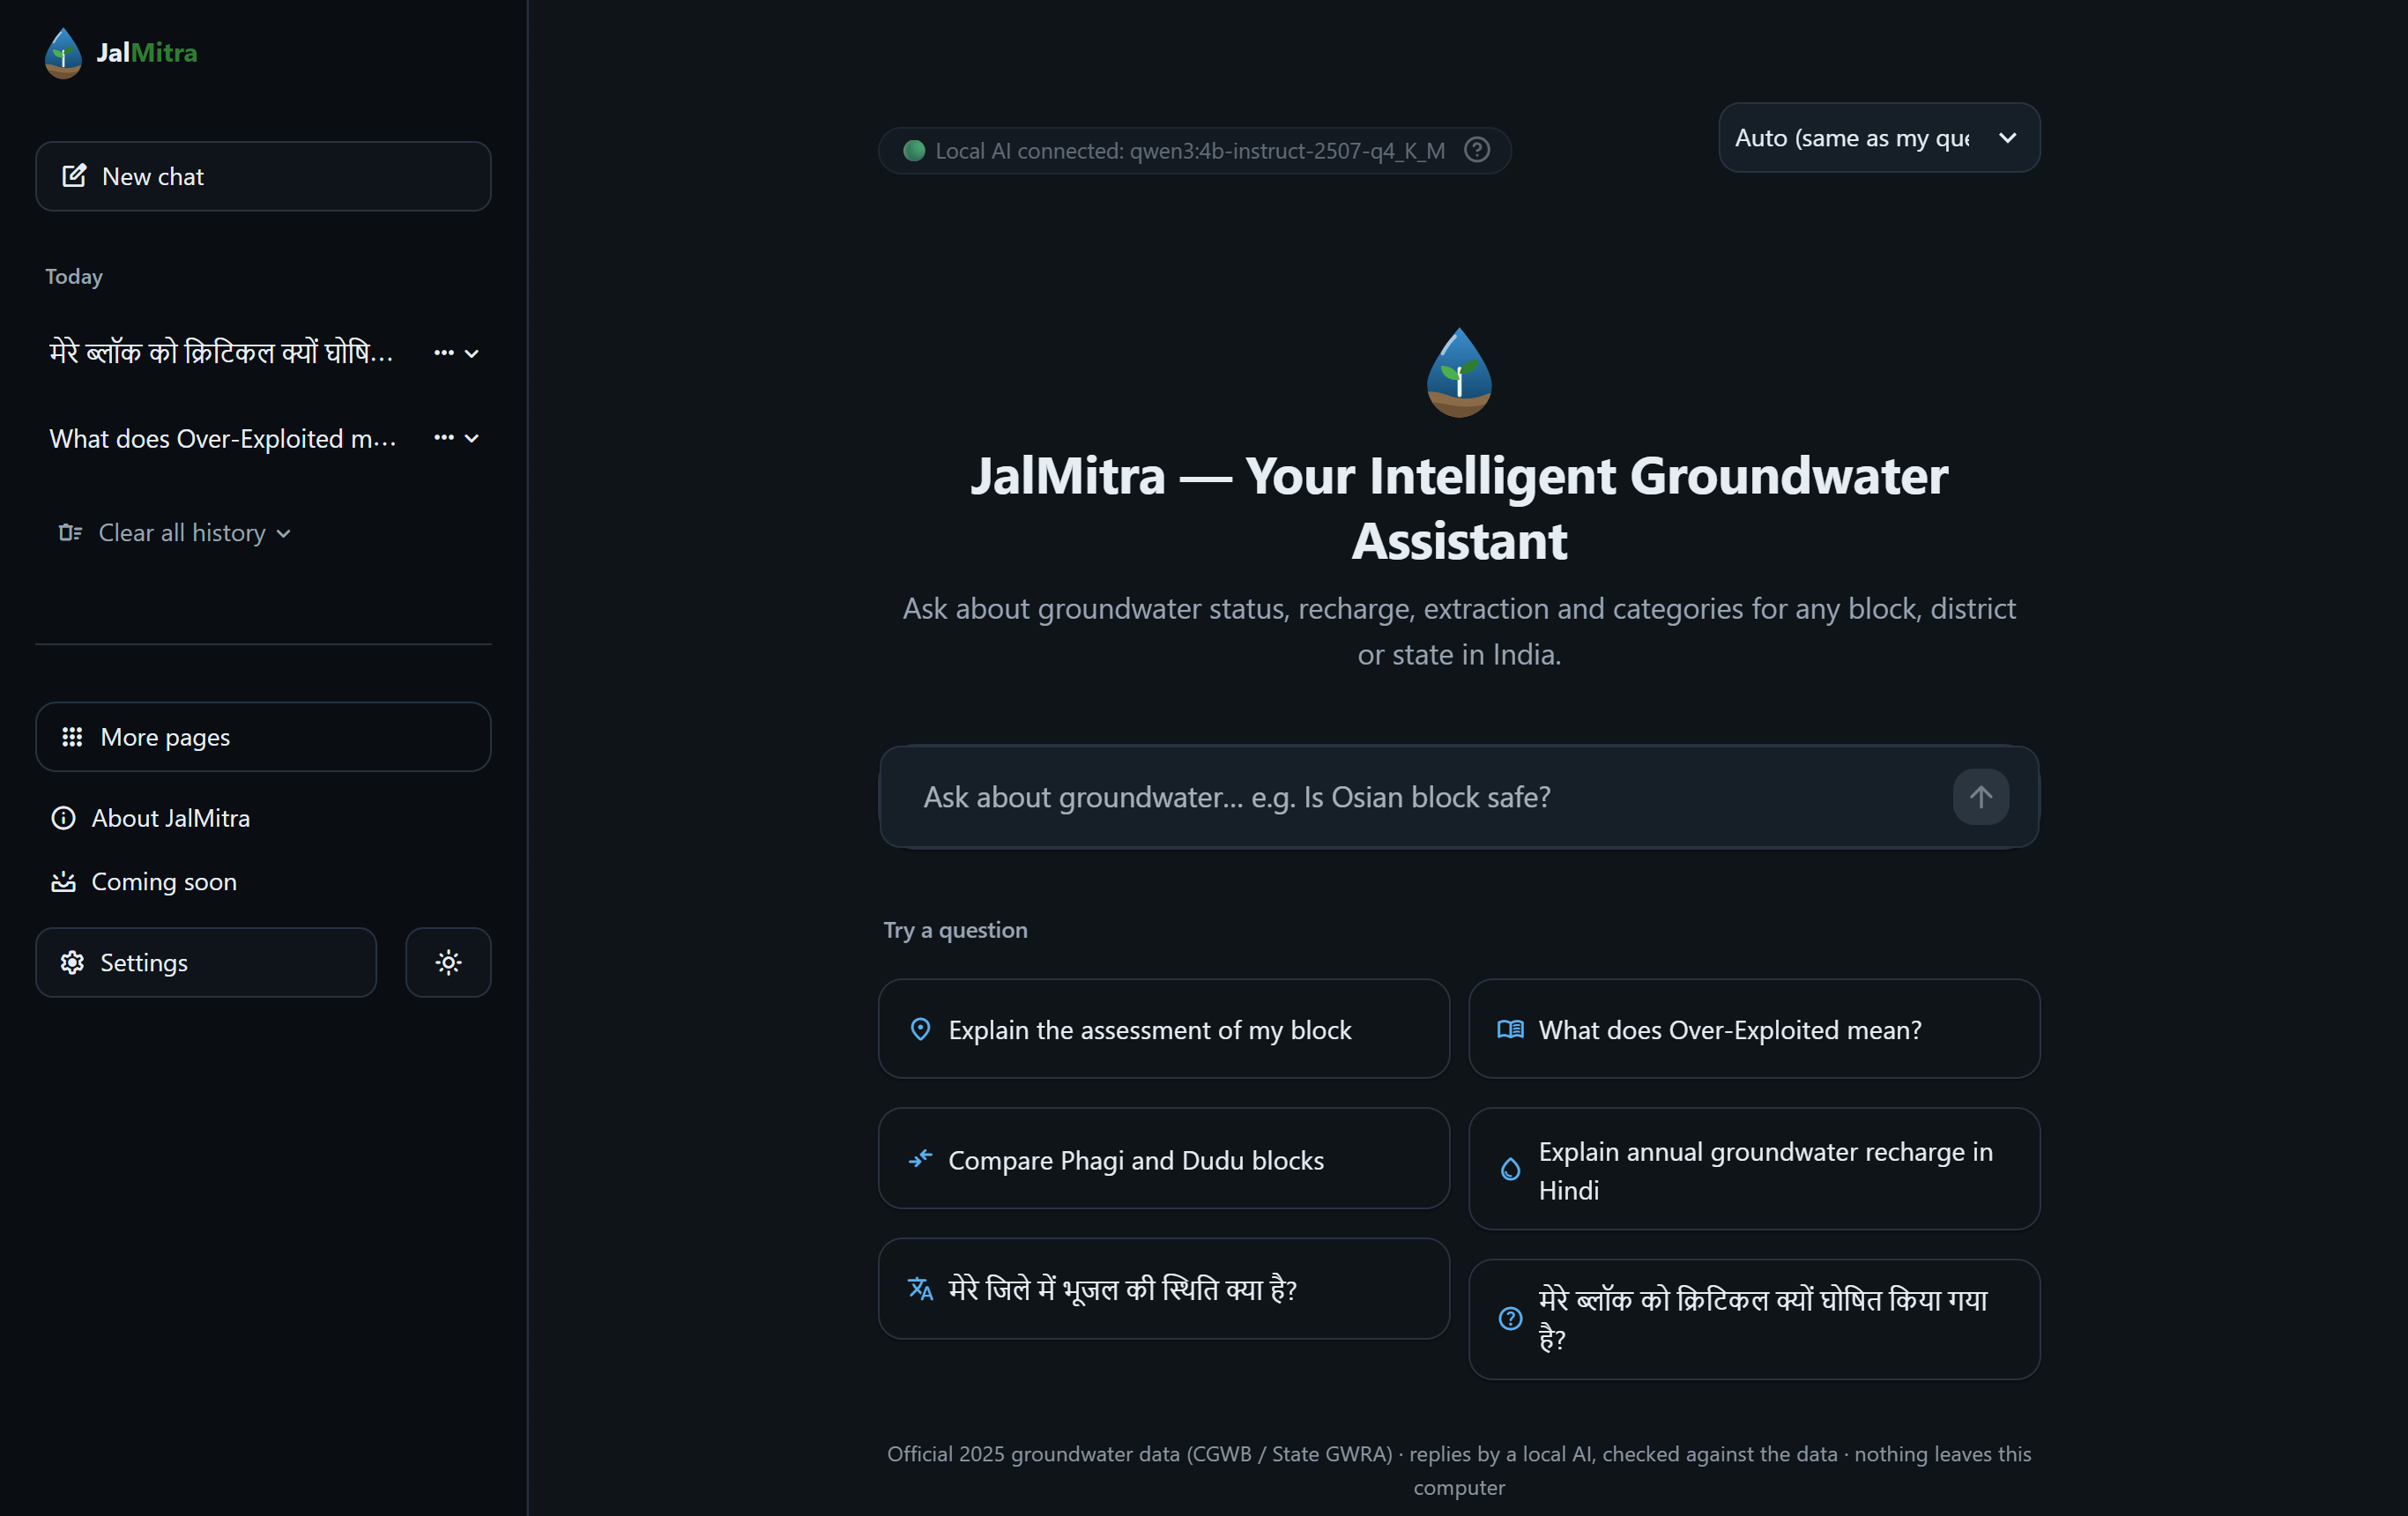 JalMitra
New chat
Today
मेरे ब्लॉक को क्रिटिकल क्यों घोषि...
What does Over-Exploited m...
Clear all history
More pages
About JalMitra
Coming soon
Settings
Local AI connected: qwen3:4b-instruct-2507-q4_K_M
Auto (same as my que
JalMitra — Your Intelligent Groundwater
Assistant
Ask about groundwater status, recharge, extraction and categories for any block, district
or state in India.
Ask about groundwater... e.g. Is Osian block safe?
Try a question
Explain the assessment of my block
What does Over-Exploited mean?
Compare Phagi and Dudu blocks
Explain annual groundwater recharge in
Hindi
मेरे जिले में भूजल की स्थिति क्या है?
मेरे ब्लॉक को क्रिटिकल क्यों घोषित किया गया
है?
Official 2025 groundwater data (CGWB / State GWRA) · replies by a local AI, checked against the data · nothing leaves this
computer